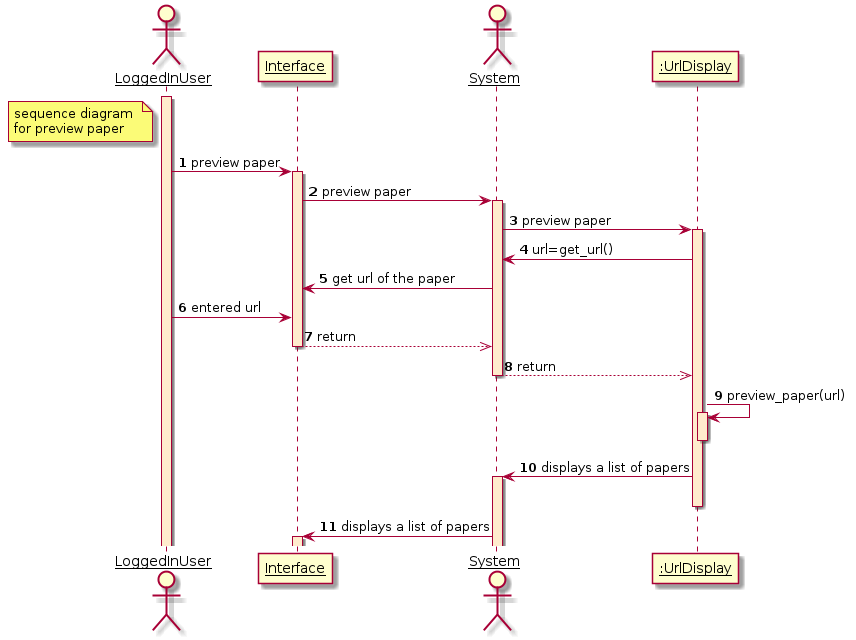 LoggedInUser
Interface
System
:UrlDisplay
sequence diagram
for preview paper
1 preview paper
2 preview paper
3 preview paper
4 url=get_url()
5 get url of the paper
6 entered url
7 return
8 return
9 preview_paper(url)
10 displays a list of papers
11 displays a list of papers
LoggedInUser
Interface
System
:UrlDisplay